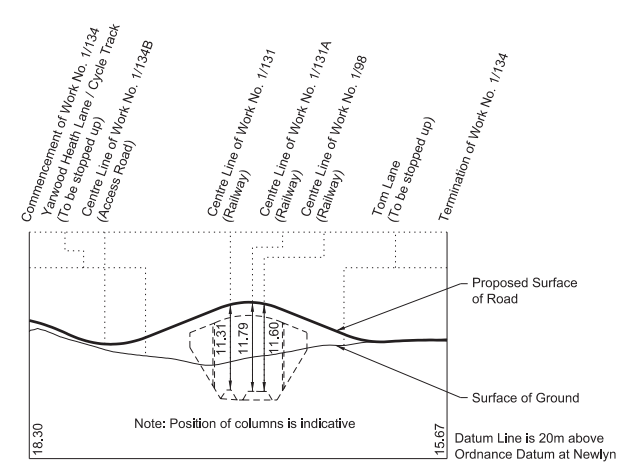 Commencement of Work No. 1/134
Yarwood Heath Lane / Cycle Track
(To be stopped up)
Centre Line of Work No. 1/134B
(Access Road)
Centre Line of Work No. 1/131
(Railway)
Centre Line of Work No. 1/131A
(Railway)
Centre Line of Work No. 1/98
(Railway)
Tom Lane
(To be stopped up)
Termination of Work No. 1/134
Proposed Surface
of Road
11.31
11.79
11.60
Surface of Ground
Note: Position of columns is indicative
18.30
15.67
Datum Line is 20m above
Ordnance Datum at Newlyn